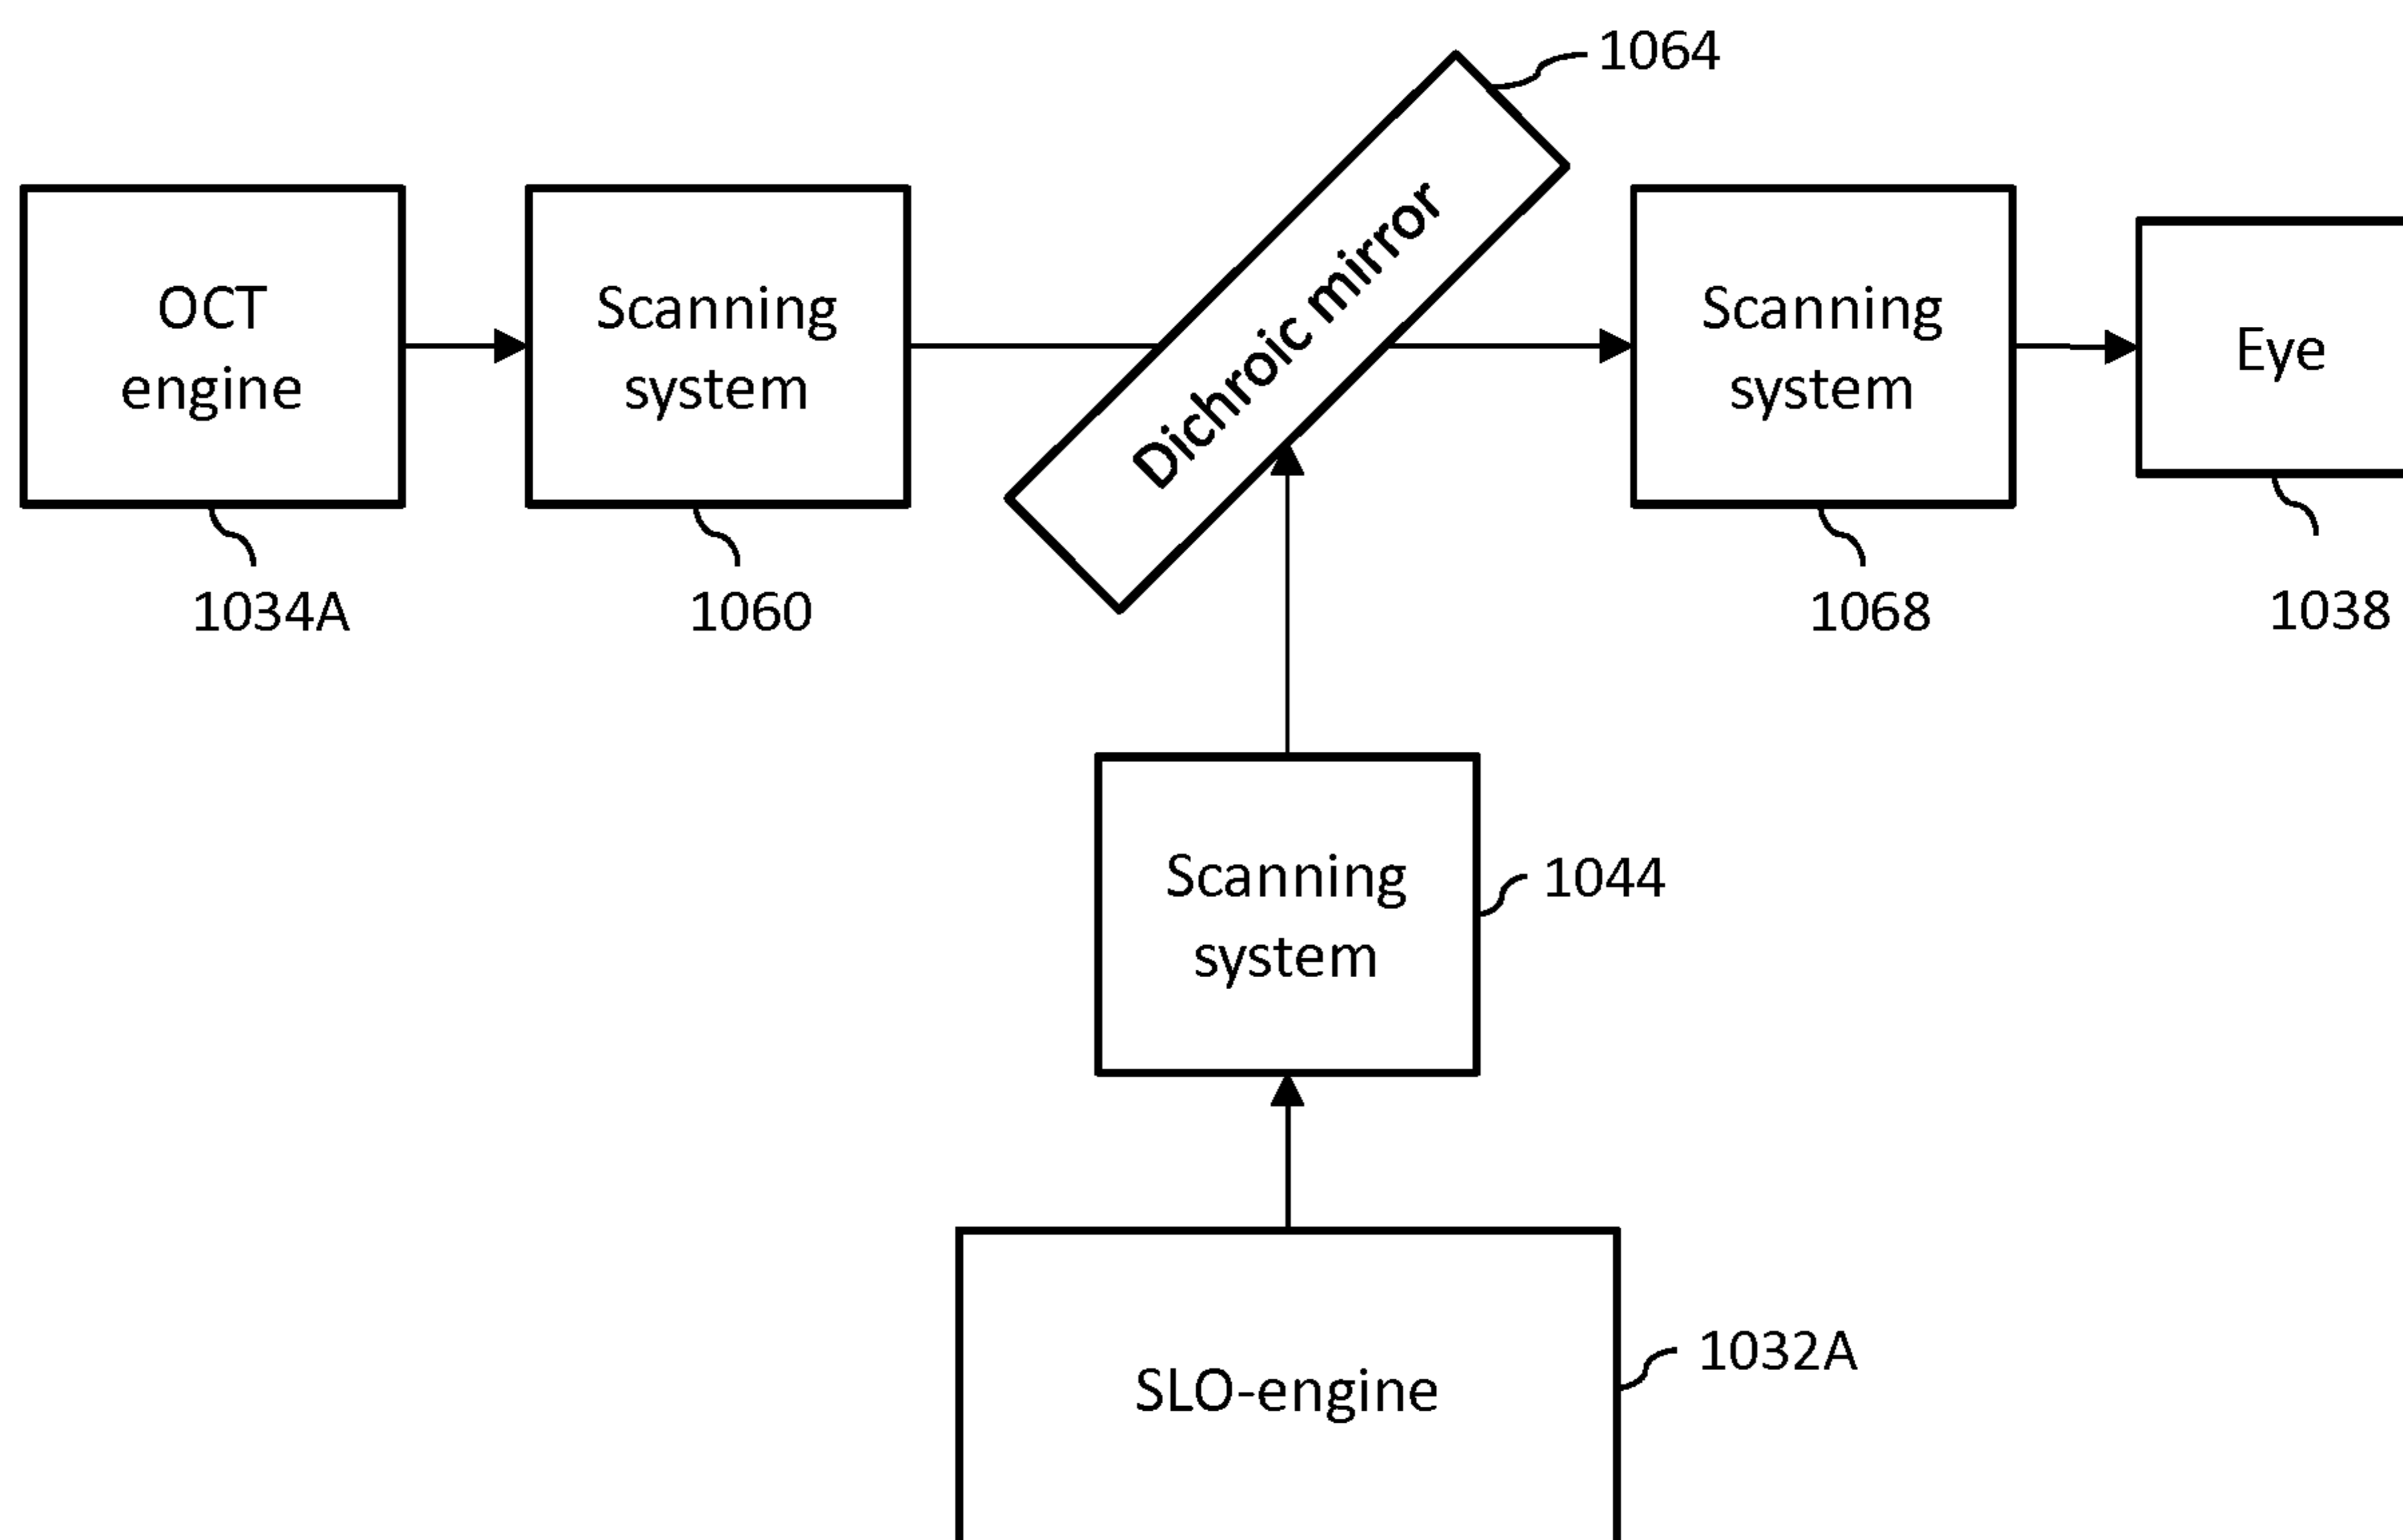 1064
OCT
engine
Scanning
system
Dichroic mirror
Scanning
system
Eye
1034A
1060
1068
1038
Scanning
system
1044
SLO-engine
1032A